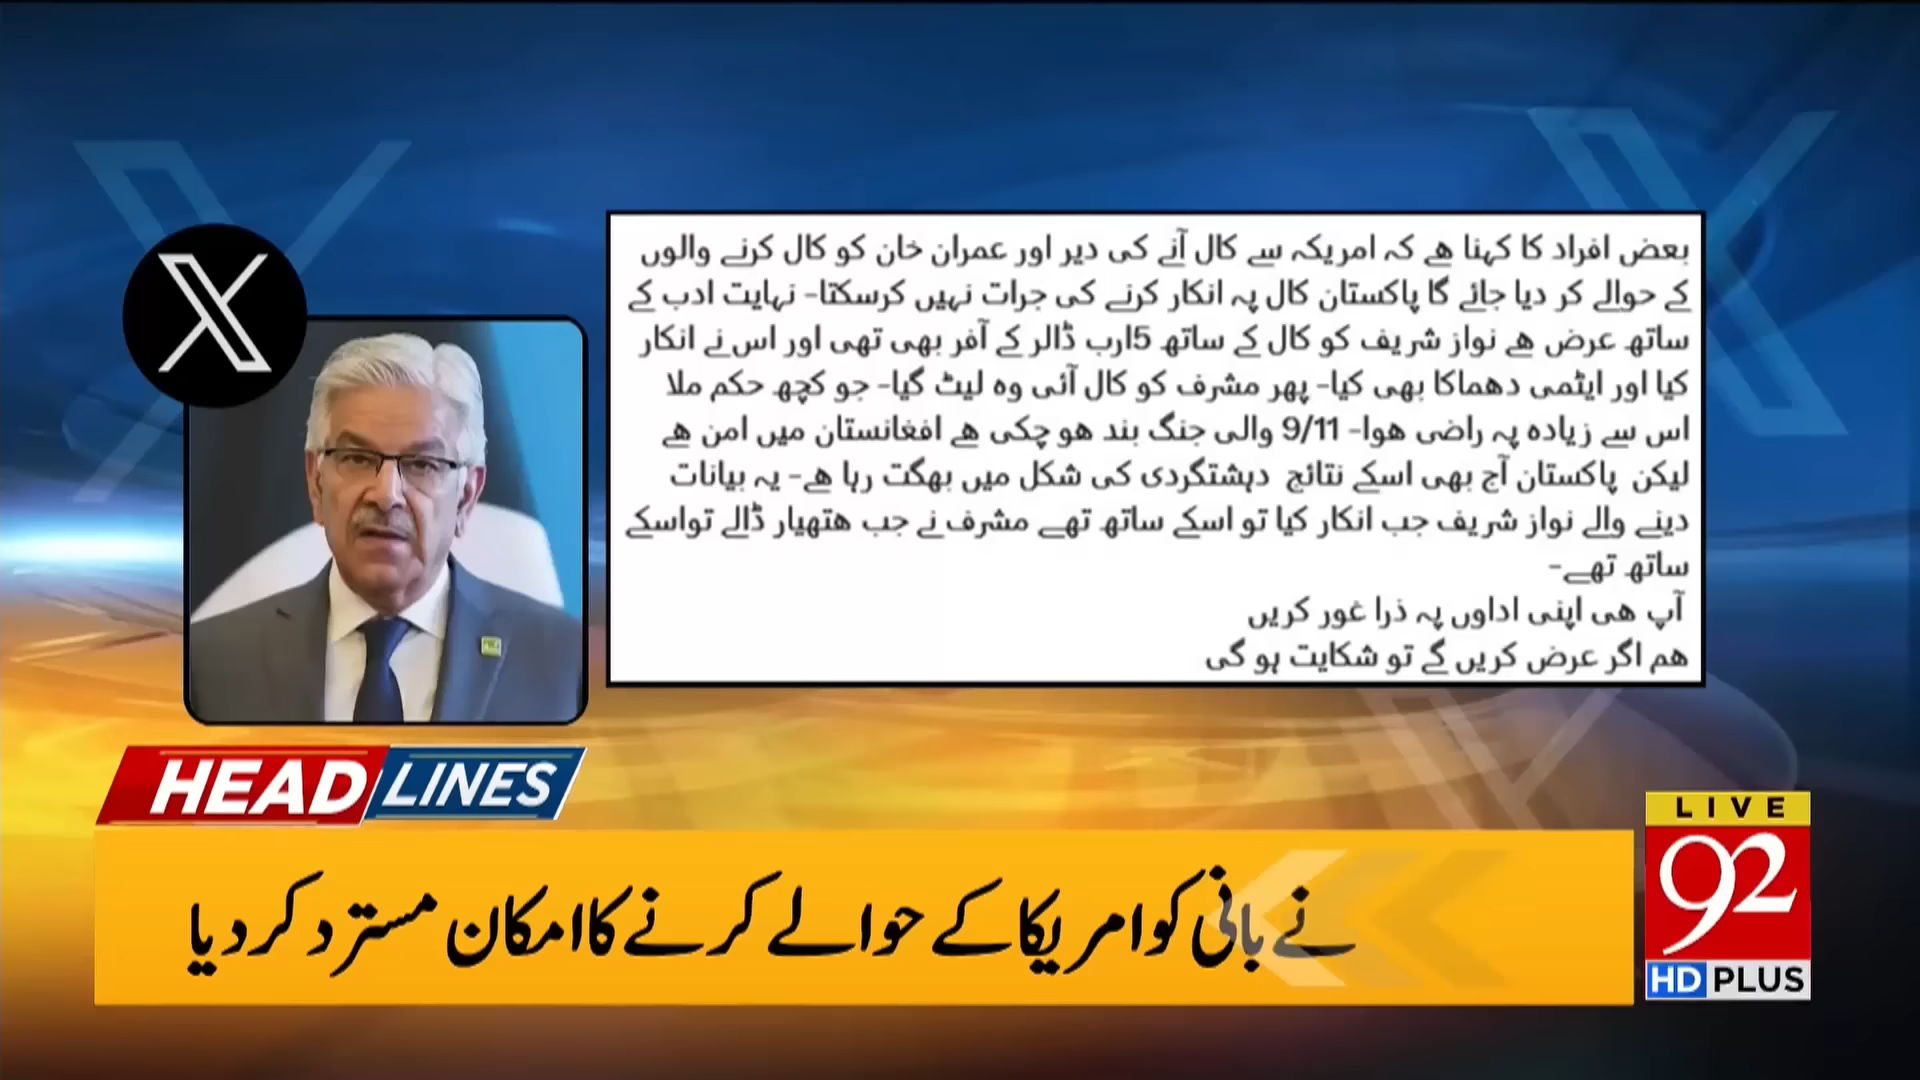 بعض افراد کا کہنا ھے کہ امریکہ سے کال آنے کی دیر اور عمران خان کو کال کرنے والوں
کے حوالے کر دیا جائے گا پاکستان کال پہ انکار کرنے کی جرات نہیں کرسکتا- نہایت ادب کے
ساتھ عرض ھے نواز شریف کو کال کے ساتھ 5ارب ڈالر کے آفر بھی تھی اور اس نے انکار
کیا اور ایٹمی دھماکا بھی کیا- پھر مشرف کو کال آئی وہ لیٹ گیا- جو کچھ حکم ملا
اس سے زیادہ پہ راضی ھوا- 9/11 والی جنگ بند ھو چکی ھے افغانستان میں امن ھے
لیکن پاکستان آج بھی اسکے نتائج دہشتگردی کی شکل میں بھگت رہا ھے- یہ بیانات
دینے والے نواز شریف جب انکار کیا تو اسکے ساتھ تھے مشرف نے جب ھتھیار ڈالے تواسکے
ساتھ تھے-
آپ ھی اپنی اداوں پہ ذرا غور کریں
ھم اگر عرض کریں گے تو شکایت ہو گی
HEADLINES
نے بانی کو امریکا کے حوالے کرنے کا امکان مسترد کر دیا
LIVE
92
HD PLUS